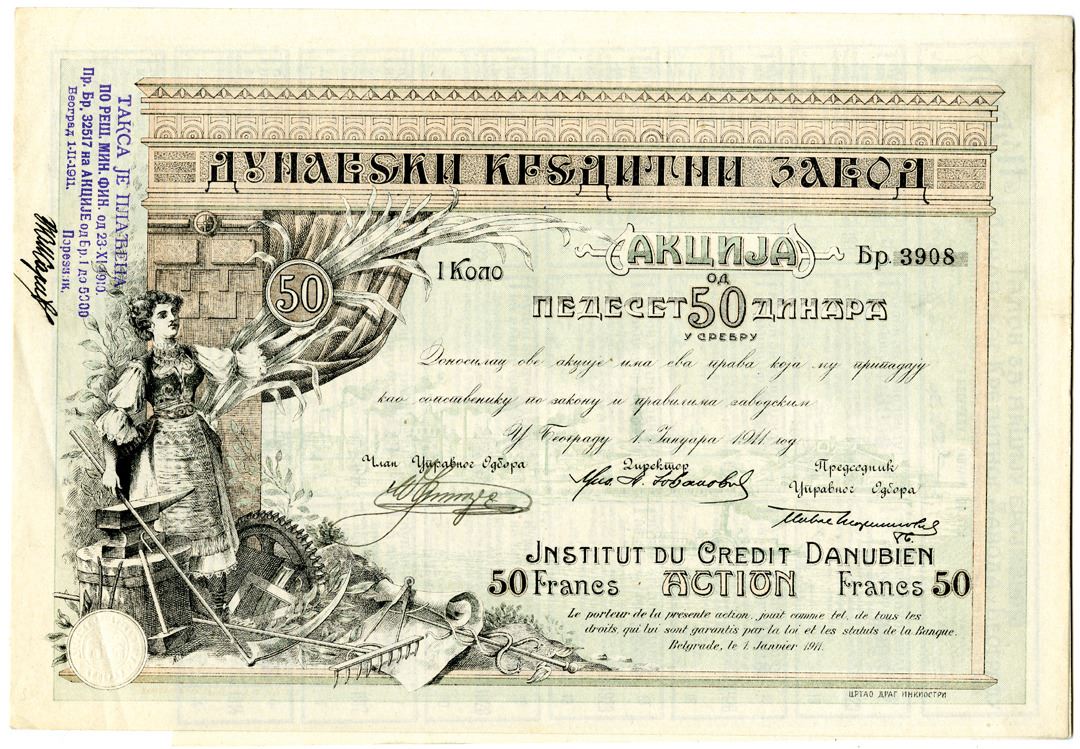 ДУНАВСКИ КРЕДИТНИ ЗАВОД
ТАКСА ЈЕ ПЛАЋЕНА
ПО РЕШ. МИН. ФИН. од 23-XI-1910.
Пр. Бр. 32517 на АКЦИЈЕ од Бр. 1 до 5000
Београд 1-II-1911.
50
I Коло
АКЦИЈА
Бр. 3908
ОД
ПЕДЕСЕТ 50 ДИНАРА
У СРЕБРУ
Доносилац ове акције има сва права која му припадају
као сопственику по закону и правилима заводским
У Београду 1. Јануара 1911 год
Члан Управног Одбора
Директор
Председник
Управног Одбора
INSTITUT DU CREDIT DANUBIEN
50 Francs ACTION Francs 50
Le porteur de la présente action, jouit comme tel, de tous les
droits, qui lui sont garantis par la loi et les statuts de la Banque.
Belgrade, le 1. Janvier 1911.
ЦРТАО ДРАГ ИНКИОСТРИ